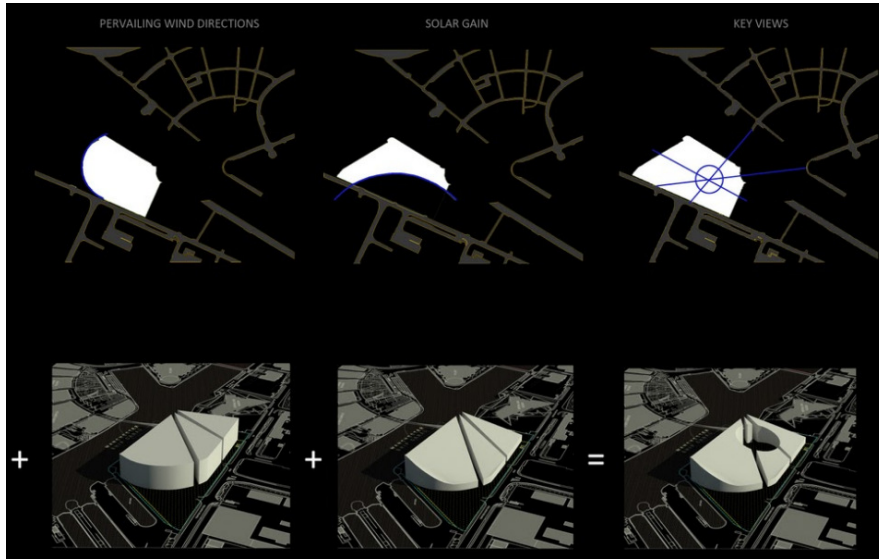 PERVAILING WIND DIRECTIONS
SOLAR GAIN
KEY VIEWS
+
+
=